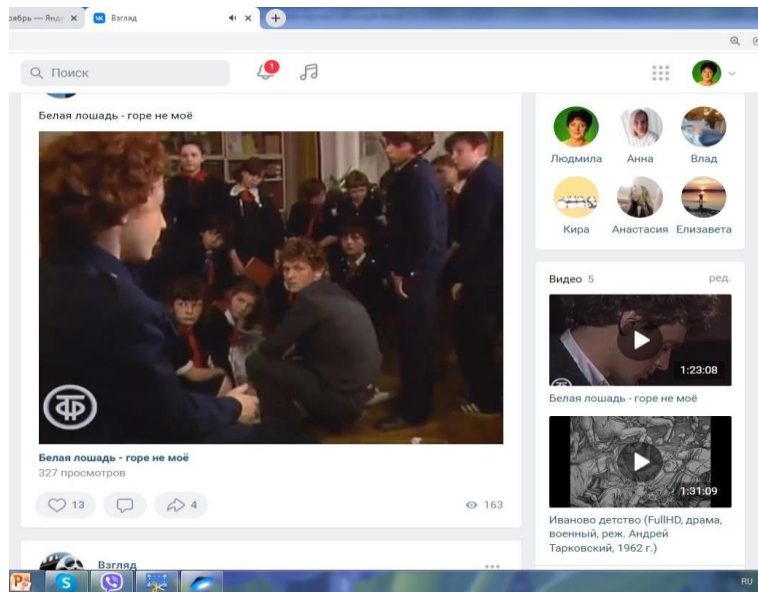 ябрь — Янд
Взгляд
Поиск
1
Белая лошадь - горе не моё
Белая лошадь - горе не моё
327 просмотров
13
4
163
Взгляд
Людмила Анна Влад
Кира Анастасия Елизавета
Видео 5 ред.
1:23:08
Белая лошадь - горе не моё
1:31:09
Иваново детство (FullHD, драма,
военный, реж. Андрей
Тарковский, 1962 г.)
RU